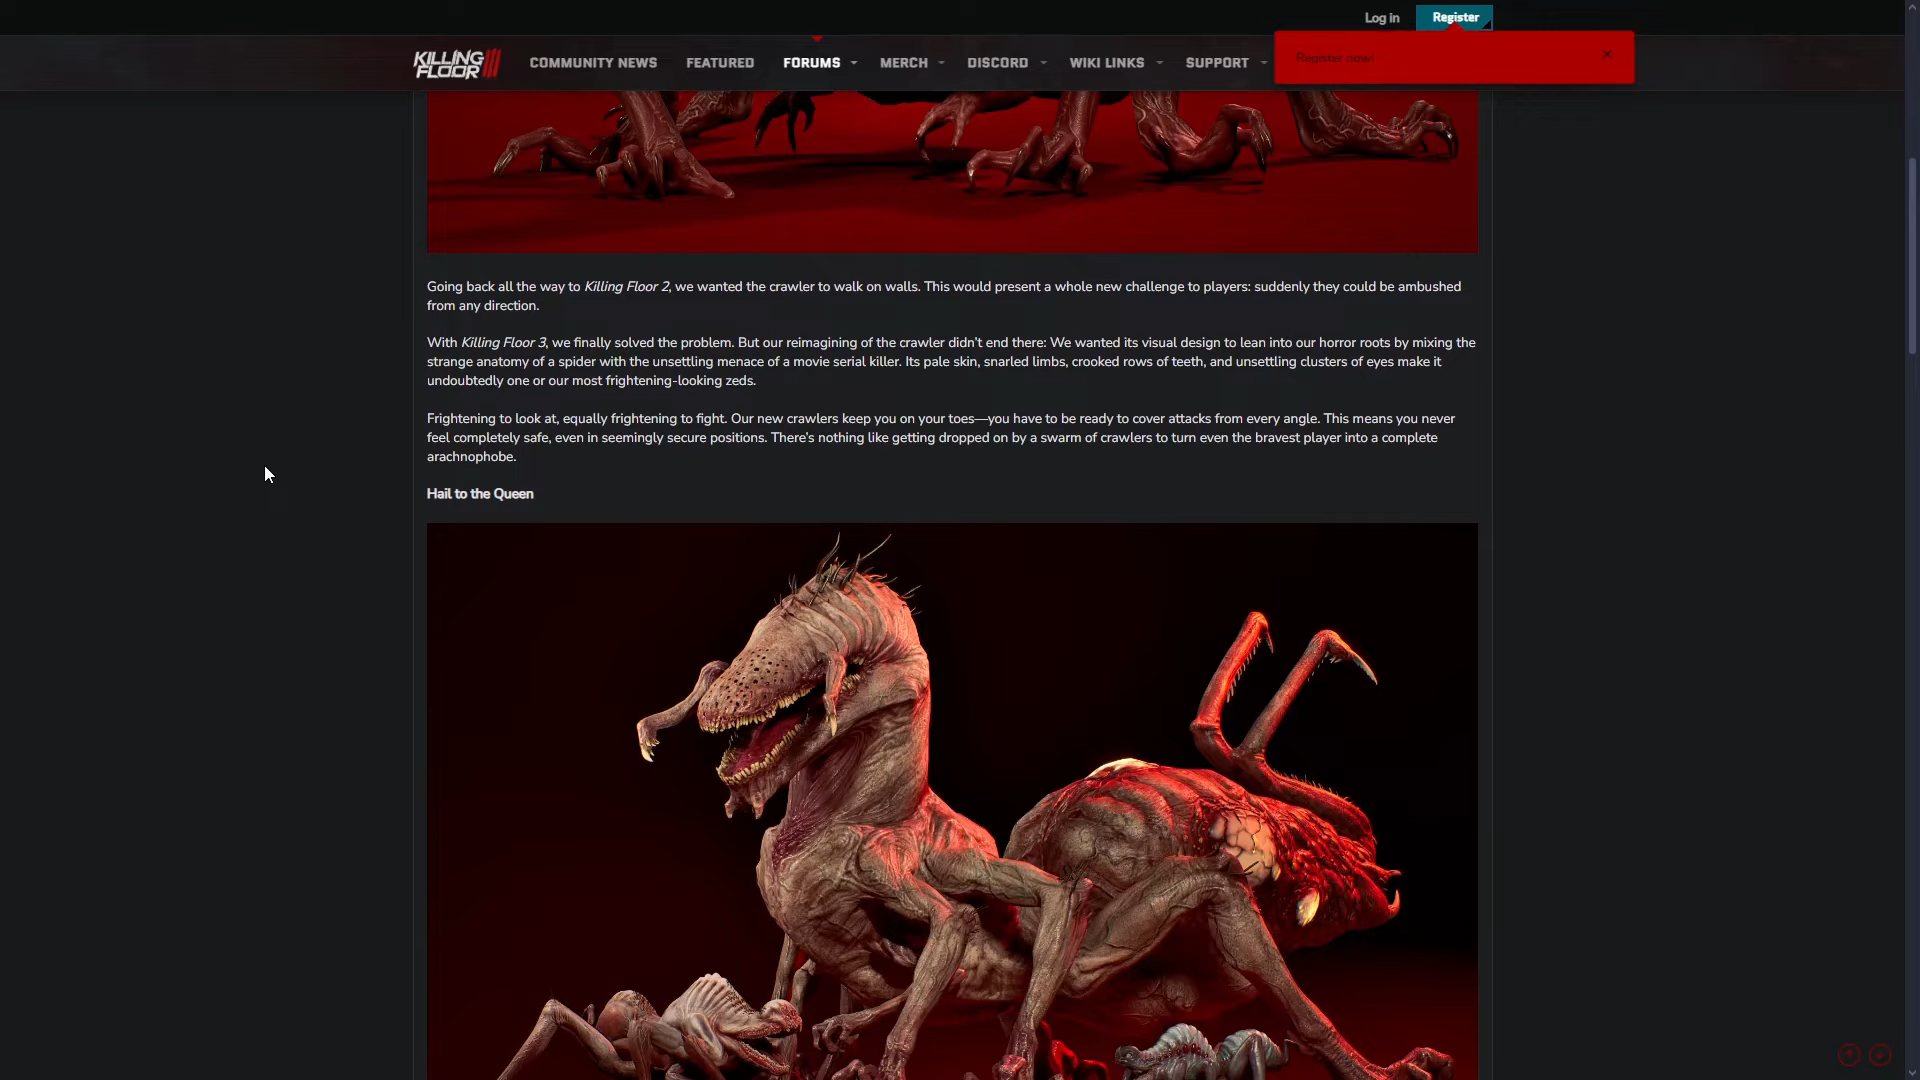 Log in
Register
KILLING FLOOR III
COMMUNITY NEWS
FEATURED
FORUMS
MERCH
DISCORD
WIKI LINKS
SUPPORT
Register now!
Going back all the way to Killing Floor 2, we wanted the crawler to walk on walls. This would present a whole new challenge to players: suddenly they could be ambushed
from any direction.
With Killing Floor 3, we finally solved the problem. But our reimagining of the crawler didn't end there: We wanted its visual design to lean into our horror roots by mixing the
strange anatomy of a spider with the unsettling menace of a movie serial killer. Its pale skin, snarled limbs, crooked rows of teeth, and unsettling clusters of eyes make it
undoubtedly one or our most frightening-looking zeds.
Frightening to look at, equally frightening to fight. Our new crawlers keep you on your toes—you have to be ready to cover attacks from every angle. This means you never
feel completely safe, even in seemingly secure positions. There's nothing like getting dropped on by a swarm of crawlers to turn even the bravest player into a complete
arachnophobe.
Hail to the Queen